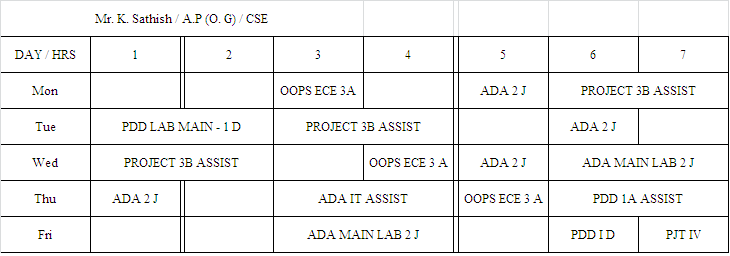 Mr. K. Sathish / A.P (O. G) / CSE
DAY / HRS 1 2 3 4 5 6 7
Mon OOPS ECE 3A ADA 2 J PROJECT 3B ASSIST
Tue PDD LAB MAIN - 1 D PROJECT 3B ASSIST ADA 2 J
Wed PROJECT 3B ASSIST OOPS ECE 3 A ADA 2 J ADA MAIN LAB 2 J
Thu ADA 2 J ADA IT ASSIST OOPS ECE 3 A PDD 1A ASSIST
Fri ADA MAIN LAB 2 J PDD I D PJT IV